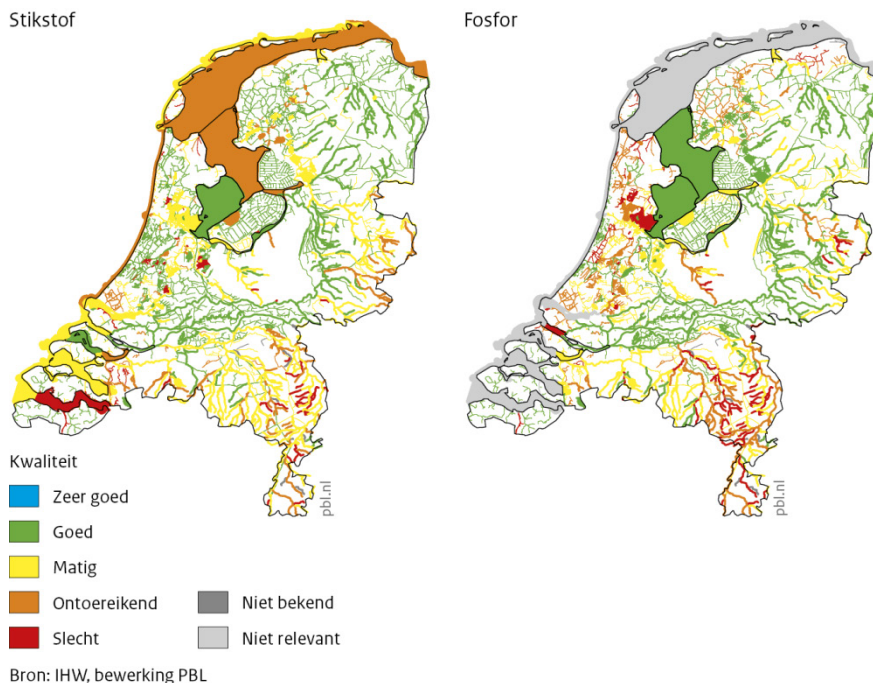 Stikstof
Fosfor
pbl.nl
pbl.nl
Kwaliteit
Zeer goed
Goed
Matig
Ontoereikend
Slecht
Niet bekend
Niet relevant
Bron: IHW, bewerking PBL